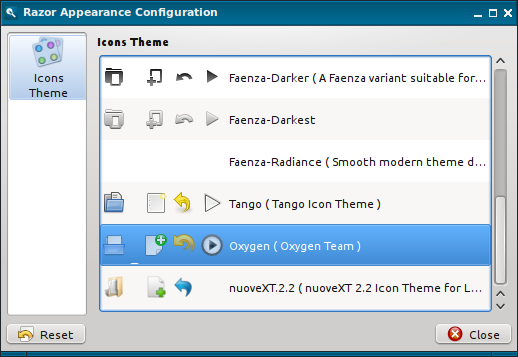 Razor Appearance Configuration
Icons Theme
Icons
Theme
Faenza-Darker ( A Faenza variant suitable for...
Faenza-Darkest
Faenza-Radiance ( Smooth modern theme d...
Tango ( Tango Icon Theme )
Oxygen ( Oxygen Team )
nuoveXT.2.2 ( nuoveXT 2.2 Icon Theme for L...
Reset
Close